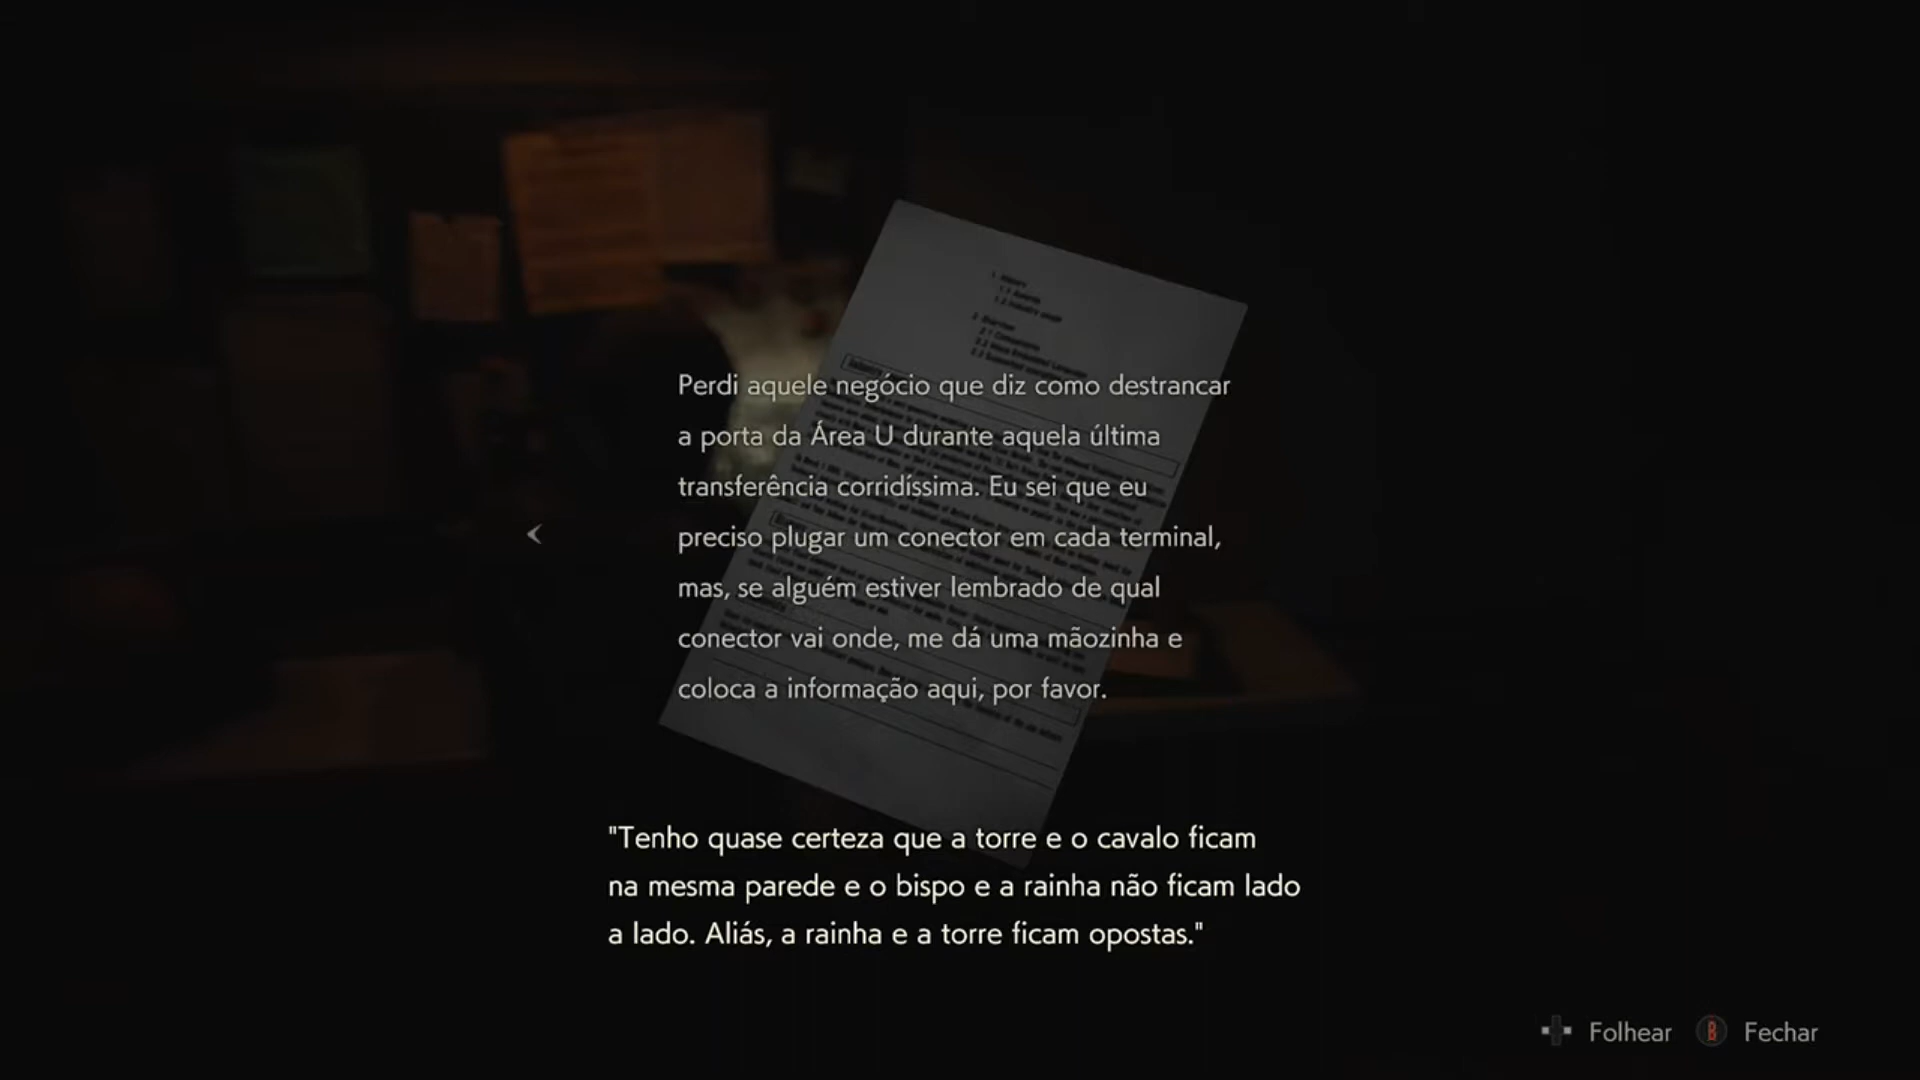 Perdi aquele negócio que diz como destrancar
a porta da Área U durante aquela última
transferência corridíssima. Eu sei que eu
preciso plugar um conector em cada terminal,
mas, se alguém estiver lembrado de qual
conector vai onde, me dá uma mãozinha e
coloca a informação aqui, por favor.
"Tenho quase certeza que a torre e o cavalo ficam
na mesma parede e o bispo e a rainha não ficam lado
a lado. Aliás, a rainha e a torre ficam opostas."
Folhear B Fechar